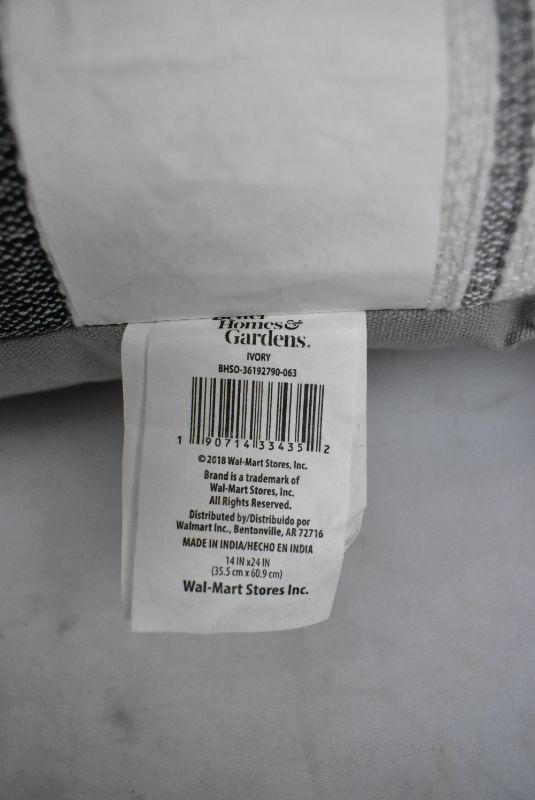 Better
Homes&
Gardens®
IVORY
BHSO-36192790-063
1 90714 33435 2
©2018 Wal-Mart Stores, Inc.
Brand is a trademark of
Wal-Mart Stores, Inc.
All Rights Reserved.
Distributed by/Distribuido por
Walmart Inc., Bentonville, AR 72716
MADE IN INDIA/HECHO EN INDIA
14 IN x24 IN
(35.5 cm x 60.9 cm)
Wal-Mart Stores Inc.